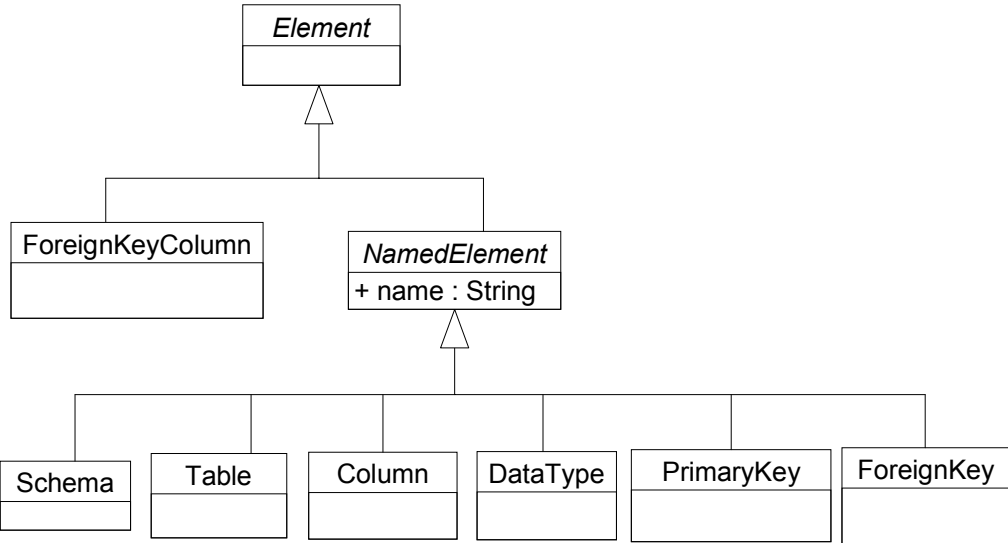 Element
ForeignKeyColumn
NamedElement
+ name : String
Schema
Table
Column
DataType
PrimaryKey
ForeignKey